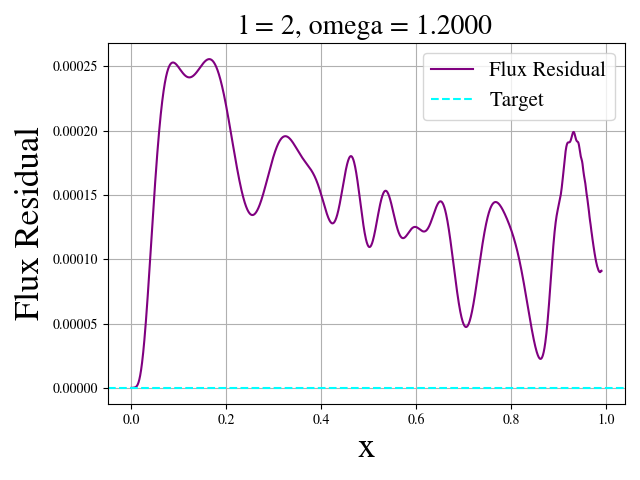 l = 2, omega = 1.2000
Flux Residual
Target
Flux Residual
0.00025
0.00020
0.00015
0.00010
0.00005
0.00000
0.0 0.2 0.4 0.6 0.8 1.0
x